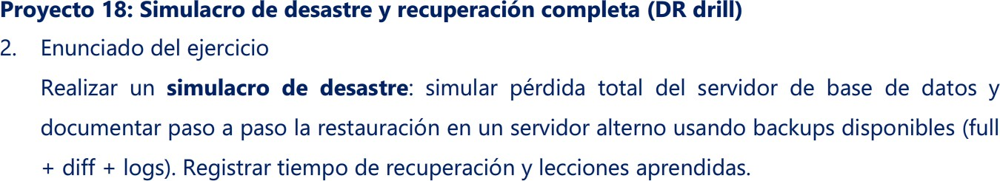 Proyecto 18: Simulacro de desastre y recuperación completa (DR drill)
2. Enunciado del ejercicio
Realizar un simulacro de desastre: simular pérdida total del servidor de base de datos y
documentar paso a paso la restauración en un servidor alterno usando backups disponibles (full
+ diff + logs). Registrar tiempo de recuperación y lecciones aprendidas.